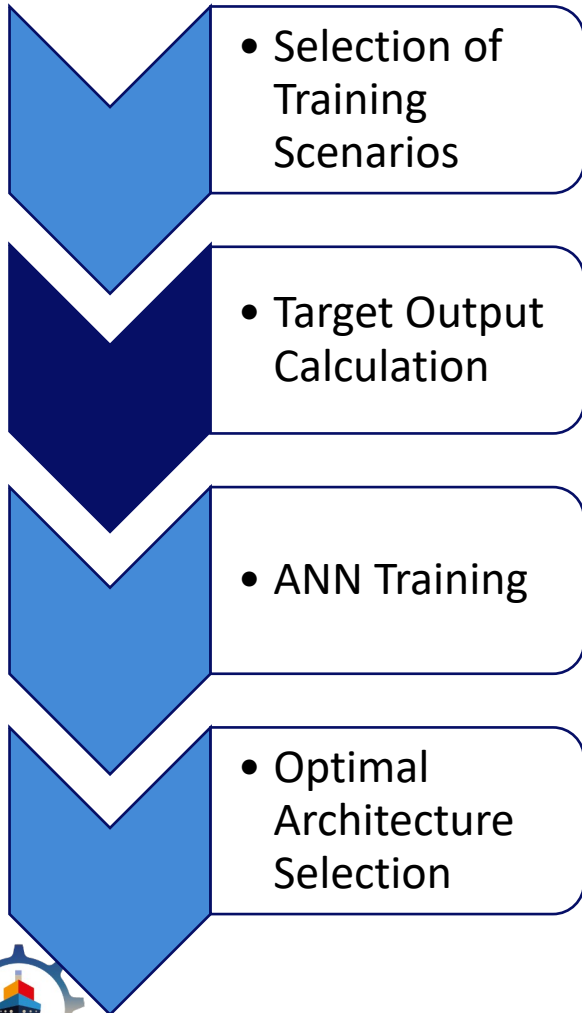 • Selection of
Training
Scenarios
• Target Output
Calculation
• ANN Training
• Optimal
Architecture
Selection